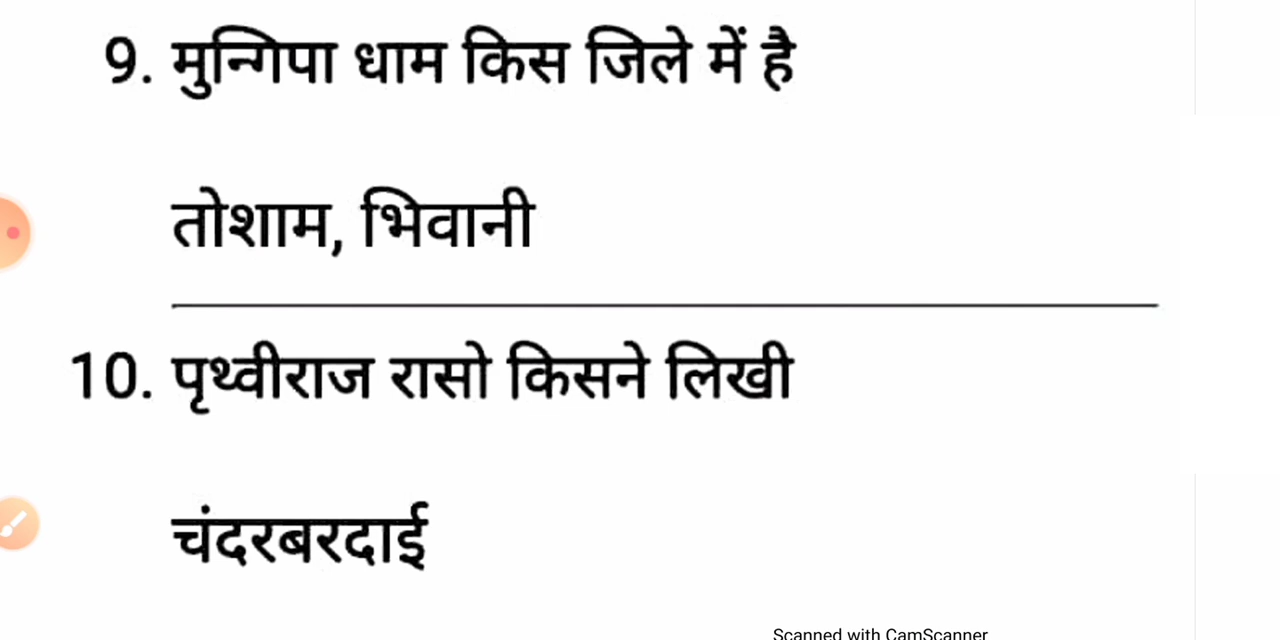 9. मुन्गिपा धाम किस जिले में है
तोशाम, भिवानी
10. पृथ्वीराज रासो किसने लिखी
चंदरबरदाई
Scanned with CamScanner